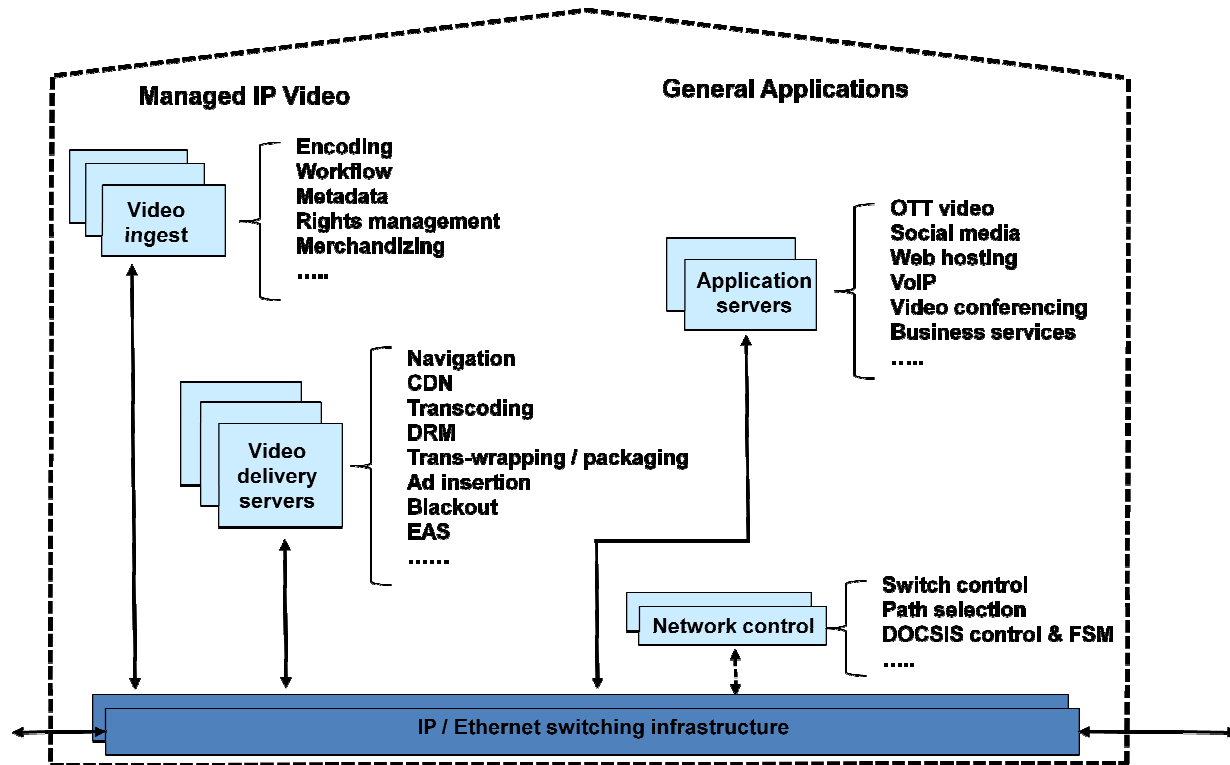 Managed IP Video
General Applications
Video
ingest
Encoding
Workflow
Metadata
Rights management
Merchandizing
.....
Application
servers
OTT video
Social media
Web hosting
VoIP
Video conferencing
Business services
.....
Video
delivery
servers
Navigation
CDN
Transcoding
DRM
Trans-wrapping / packaging
Ad insertion
Blackout
EAS
......
Network control
Switch control
Path selection
DOCSIS control & FSM
.....
IP / Ethernet switching infrastructure